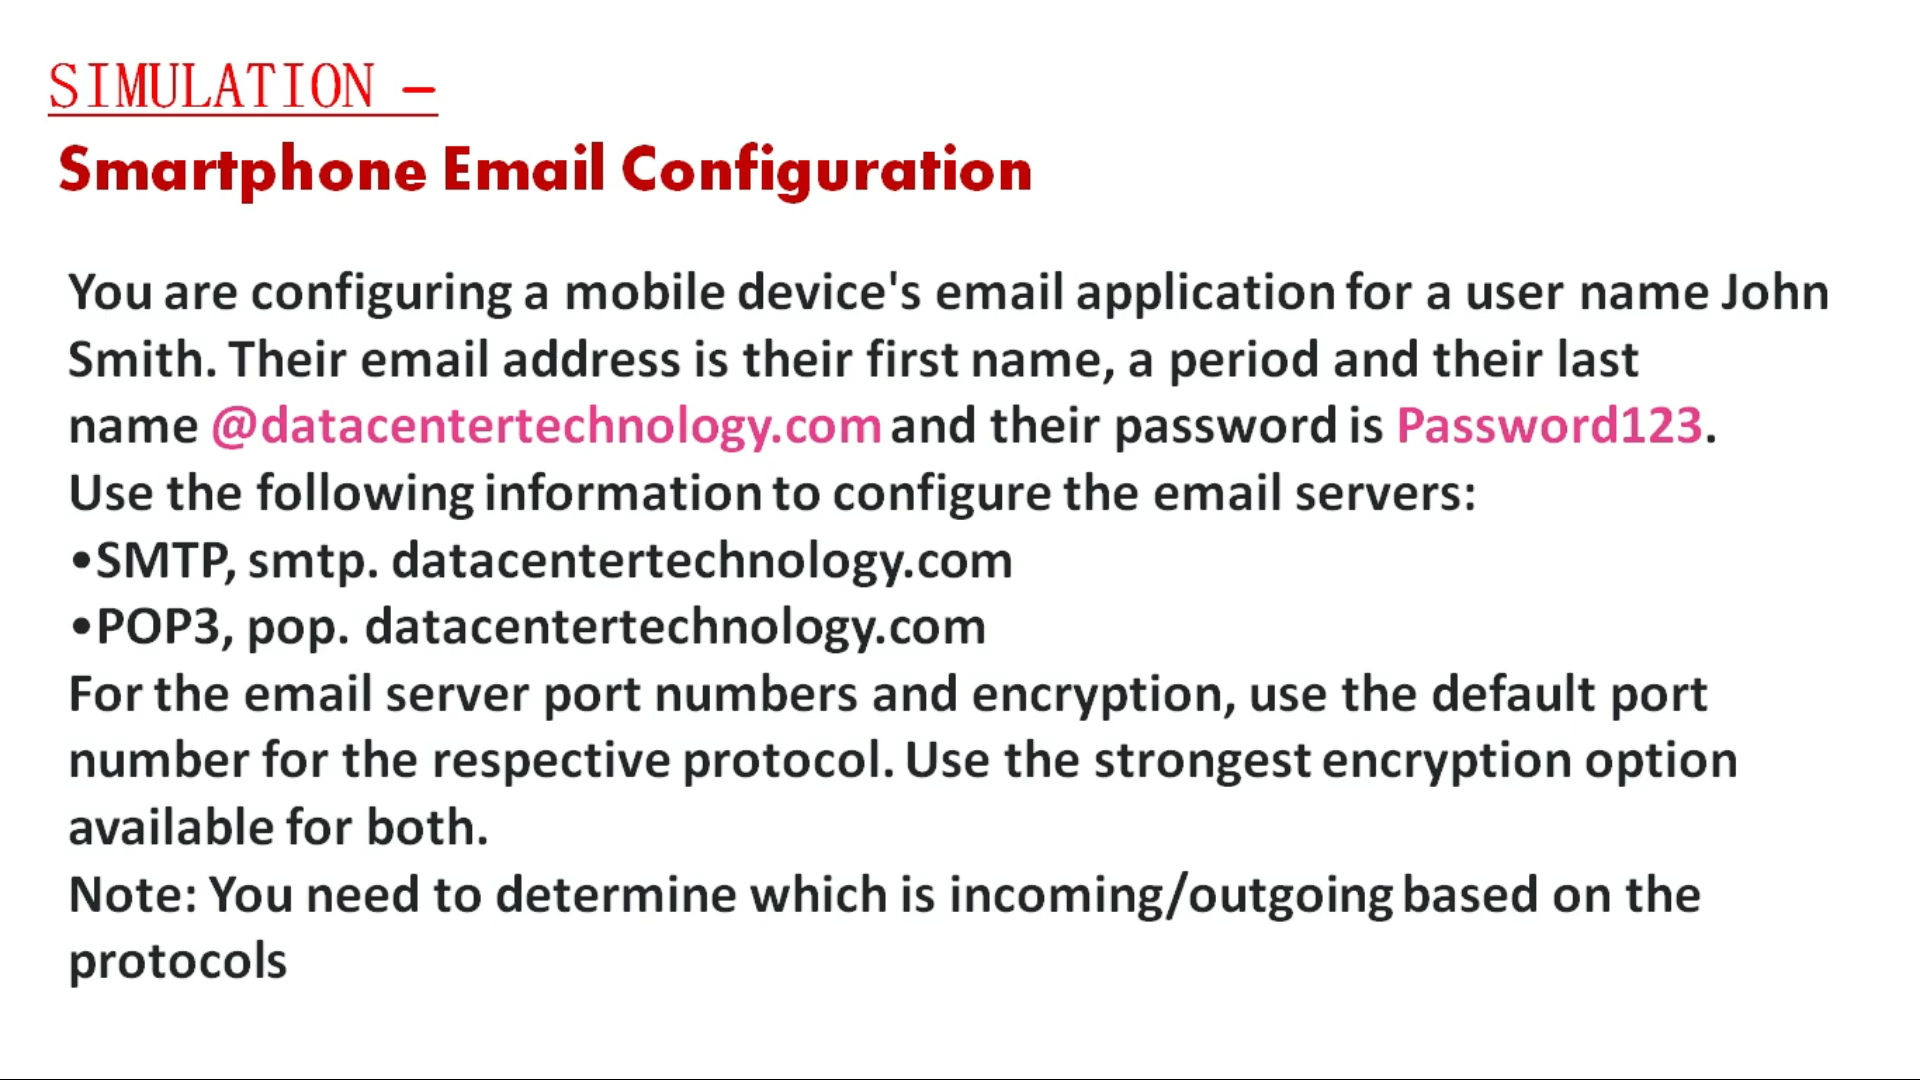 SIMULATION –
Smartphone Email Configuration
You are configuring a mobile device's email application for a user name John
Smith. Their email address is their first name, a period and their last
name @datacentertechnology.com and their password is Password123.
Use the following information to configure the email servers:
•SMTP, smtp. datacentertechnology.com
•POP3, pop. datacentertechnology.com
For the email server port numbers and encryption, use the default port
number for the respective protocol. Use the strongest encryption option
available for both.
Note: You need to determine which is incoming/outgoing based on the
protocols